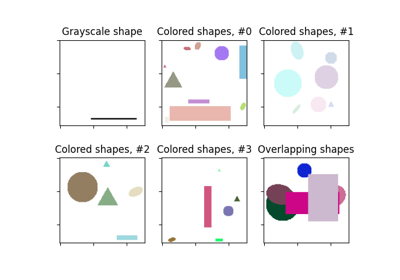 Grayscale shape
Colored shapes, #0
Colored shapes, #1
Colored shapes, #2
Colored shapes, #3
Overlapping shapes